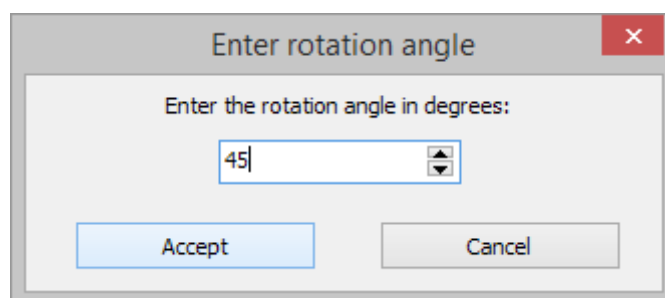 Enter rotation angle
Enter the rotation angle in degrees:
45
Accept Cancel